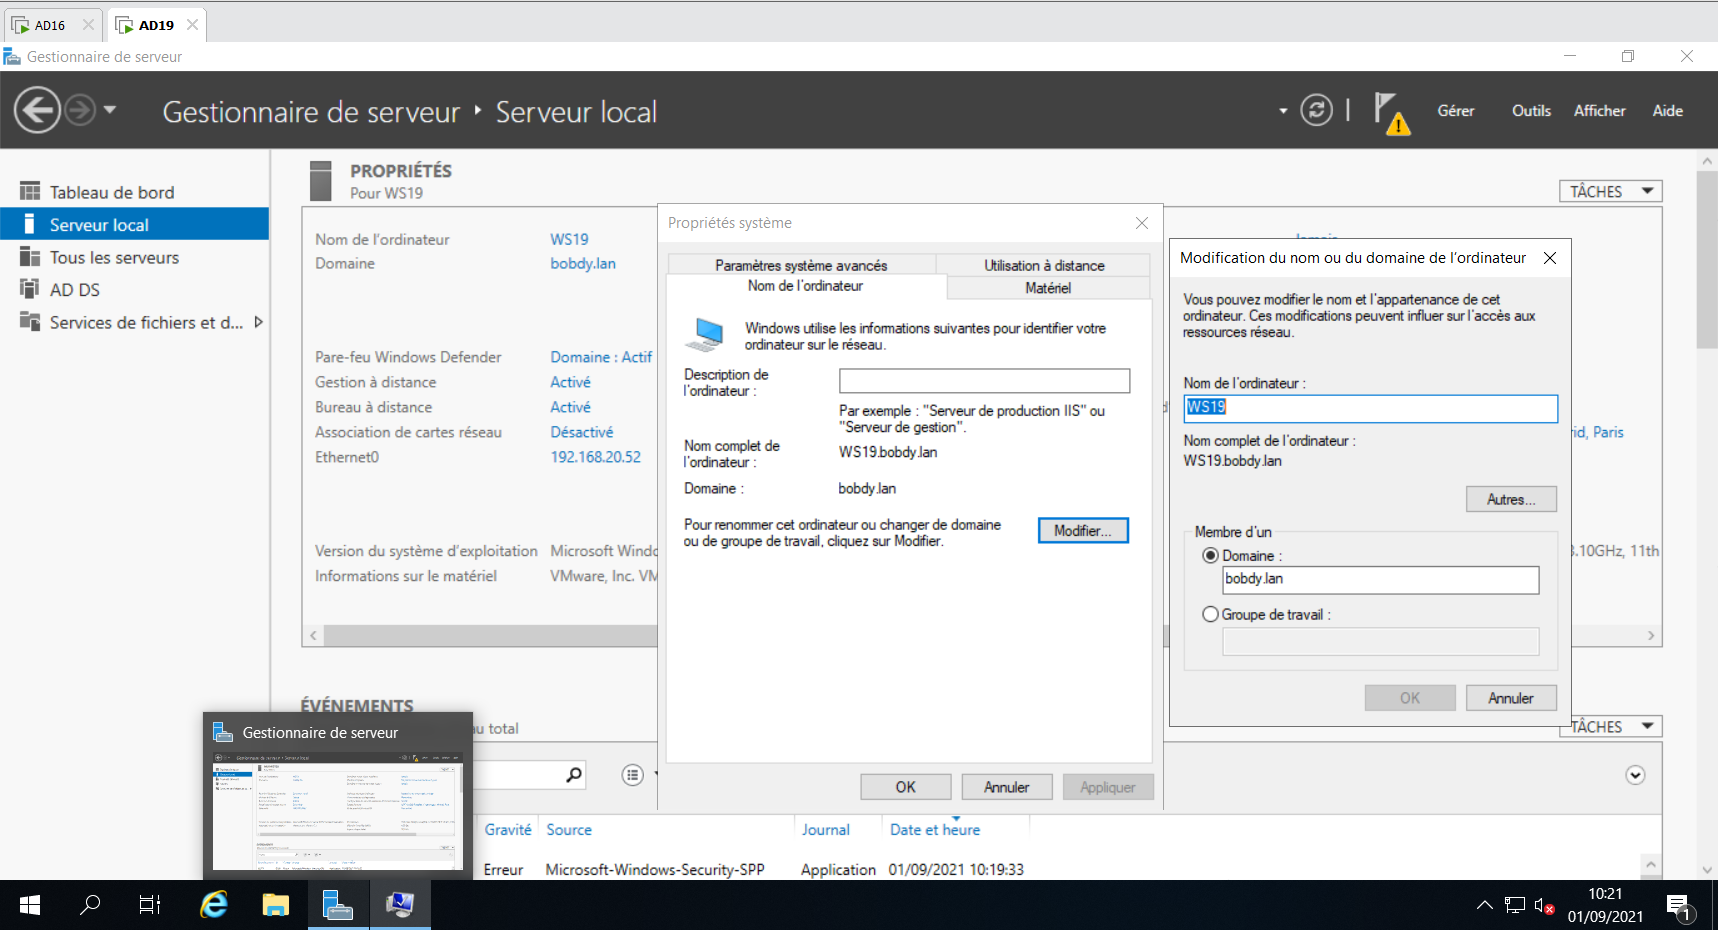 AD16
AD19
Gestionnaire de serveur
Gestionnaire de serveur ‣ Serveur local
Gérer
Outils
Afficher
Aide
Tableau de bord
Serveur local
Tous les serveurs
AD DS
Services de fichiers et d...
PROPRIÉTÉS
Pour WS19
TÂCHES
Nom de l'ordinateur
WS19
Domaine
bobdy.lan
Pare-feu Windows Defender
Domaine : Actif
Gestion à distance
Activé
Bureau à distance
Activé
Association de cartes réseau
Désactivé
Ethernet0
192.168.20.52
Version du système d'exploitation
Microsoft Windo
Informations sur le matériel
VMware, Inc. VM
rid, Paris
3.10GHz, 11th
Propriétés système
Paramètres système avancés
Utilisation à distance
Nom de l'ordinateur
Matériel
Windows utilise les informations suivantes pour identifier votre
ordinateur sur le réseau.
Description de
l'ordinateur :
Par exemple : "Serveur de production IIS" ou
"Serveur de gestion".
Nom complet de
l'ordinateur :
WS19.bobdy.lan
Domaine :
bobdy.lan
Pour renommer cet ordinateur ou changer de domaine
ou de groupe de travail, cliquez sur Modifier.
Modifier...
OK
Annuler
Appliquer
Modification du nom ou du domaine de l'ordinateur
Vous pouvez modifier le nom et l'appartenance de cet
ordinateur. Ces modifications peuvent influer sur l'accès aux
ressources réseau.
Nom de l'ordinateur :
WS19
Nom complet de l'ordinateur :
WS19.bobdy.lan
Autres...
Membre d'un
Domaine :
bobdy.lan
Groupe de travail :
OK
Annuler
ÉVÉNEMENTS
au total
TÂCHES
Gestionnaire de serveur
Gravité
Source
Journal
Date et heure
Erreur
Microsoft-Windows-Security-SPP
Application
01/09/2021 10:19:33
10:21
01/09/2021
1